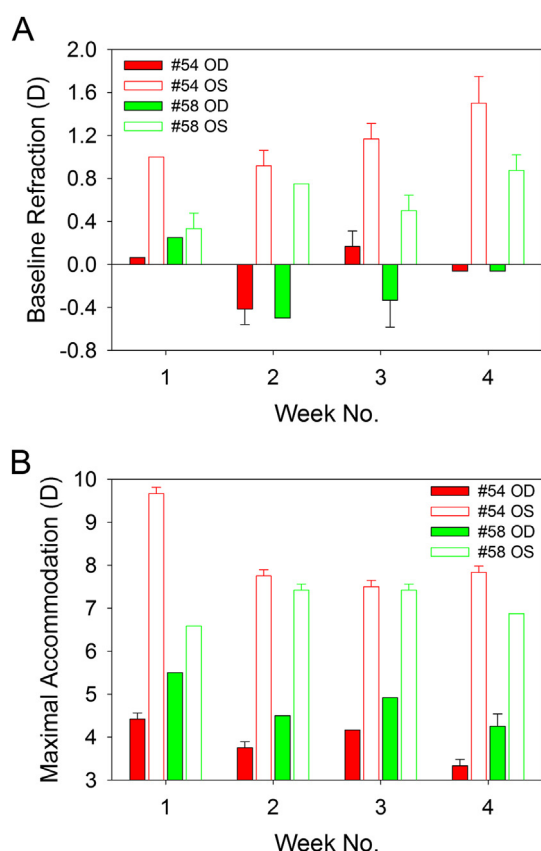 A
Baseline Refraction (D)
2.0
1.6
1.2
0.8
0.4
0.0
-0.4
-0.8
#54 OD
#54 OS
#58 OD
#58 OS
1 2 3 4
Week No.
B
Maximal Accommodation (D)
10
9
8
7
6
5
4
3
#54 OD
#54 OS
#58 OD
#58 OS
1 2 3 4
Week No.